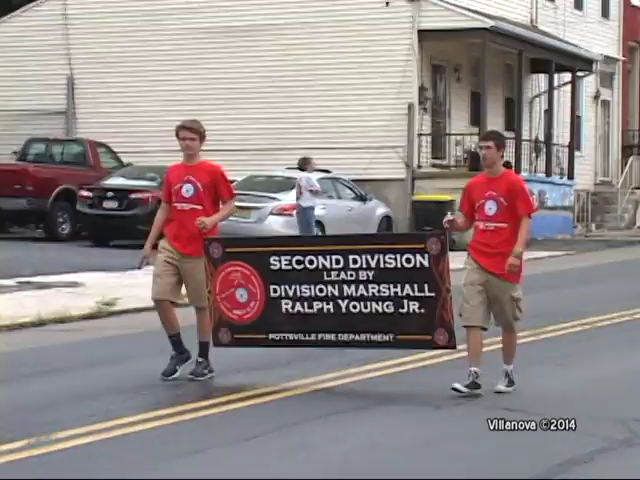 SECOND DIVISION
LEAD BY
DIVISION MARSHALL
RALPH YOUNG JR.
POTTSVILLE FIRE DEPARTMENT
Villanova ©2014